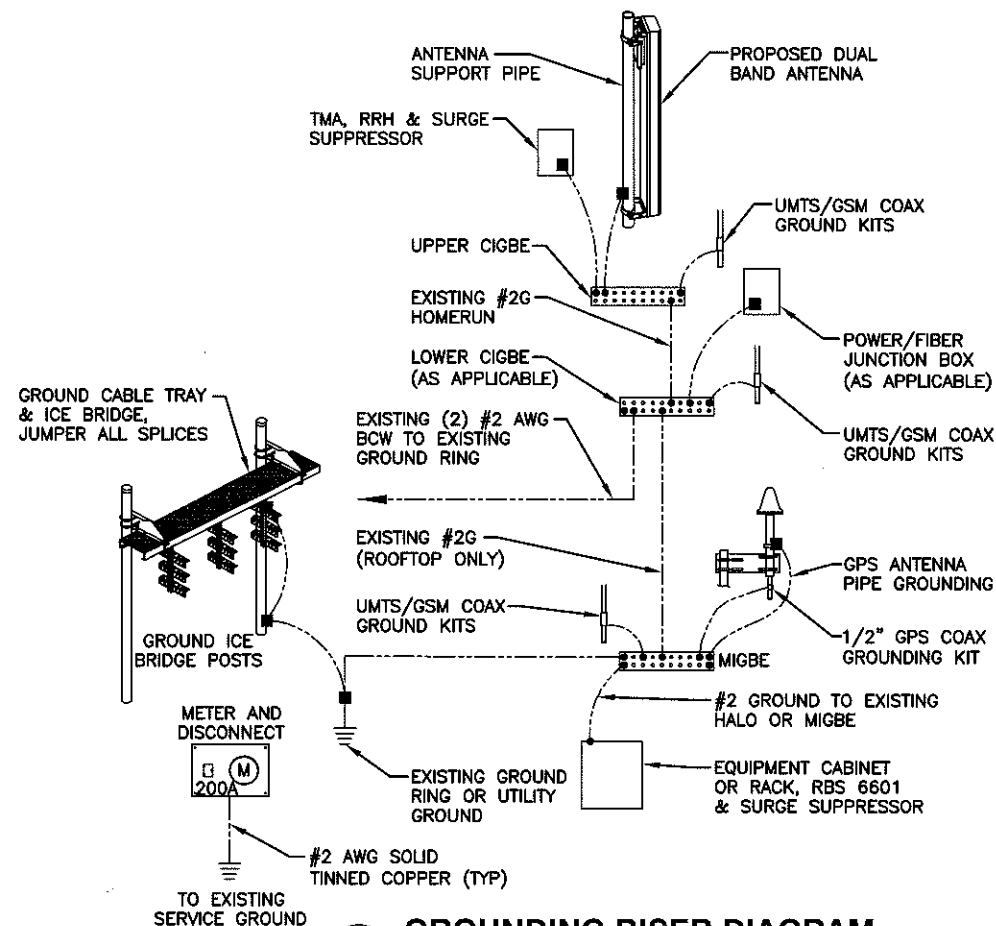 ANTENNA
SUPPORT PIPE
PROPOSED DUAL
BAND ANTENNA
TMA, RRH & SURGE
SUPPRESSOR
UMTS/GSM COAX
GROUND KITS
UPPER CIGBE
EXISTING #2G
HOMERUN
POWER/FIBER
JUNCTION BOX
(AS APPLICABLE)
LOWER CIGBE
(AS APPLICABLE)
GROUND CABLE TRAY
& ICE BRIDGE,
JUMPER ALL SPLICES
EXISTING (2) #2 AWG
BCW TO EXISTING
GROUND RING
UMTS/GSM COAX
GROUND KITS
EXISTING #2G
(ROOFTOP ONLY)
GPS ANTENNA
PIPE GROUNDING
UMTS/GSM COAX
GROUND KITS
1/2" GPS COAX
GROUNDING KIT
GROUND ICE
BRIDGE POSTS
MIGBE
#2 GROUND TO EXISTING
HALO OR MIGBE
METER AND
DISCONNECT
M
200A
EXISTING GROUND
RING OR UTILITY
GROUND
EQUIPMENT CABINET
OR RACK, RBS 6601
& SURGE SUPPRESSOR
#2 AWG SOLID
TINNED COPPER (TYP)
TO EXISTING
SERVICE GROUND
GROUNDING RISER DIAGRAM